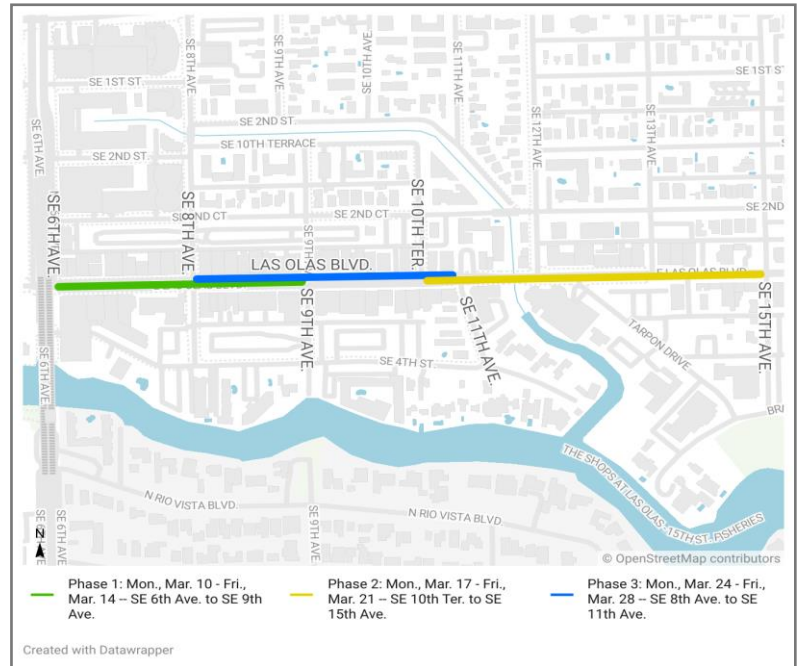 SE 10TH AVE.
SE 8TH AVE.
SE 9TH AVE.
SE 11TH AVE.
SE 1ST ST.
SE 1ST ST.
SE 6TH AVE
SE 2ND ST.
SE 12TH AVE.
SE 13TH AVE.
SE 10TH TERRACE
SE 2ND ST.
SE 6TH AVE.
SE 8TH AVE.
SE 10TH TER.
SE 2ND CT
SE 2ND CT
SE 2ND
SE 9TH AVE.
LAS OLAS BLVD.
E LAS OLAS BLVD.
SE 9TH AVE.
SE 11TH AVE.
SE 15TH AVE.
TARPON DRIVE
SE 4TH ST.
SE 6TH AVE.
BRA
THE SHOPS AT LAS OLAS - 15TH ST. FISHERIES
N RIO VISTA BLVD.
N RIO VISTA BLVD.
SE 9TH AVE.
SE 6TH AVE.
N
© OpenStreetMap contributors
Phase 1: Mon., Mar. 10 - Fri.,
Mar. 14 -- SE 6th Ave. to SE 9th
Ave.
Phase 2: Mon., Mar. 17 - Fri.,
Mar. 21 -- SE 10th Ter. to SE
15th Ave.
Phase 3: Mon., Mar. 24 - Fri.,
Mar. 28 -- SE 8th Ave. to SE
11th Ave.
Created with Datawrapper